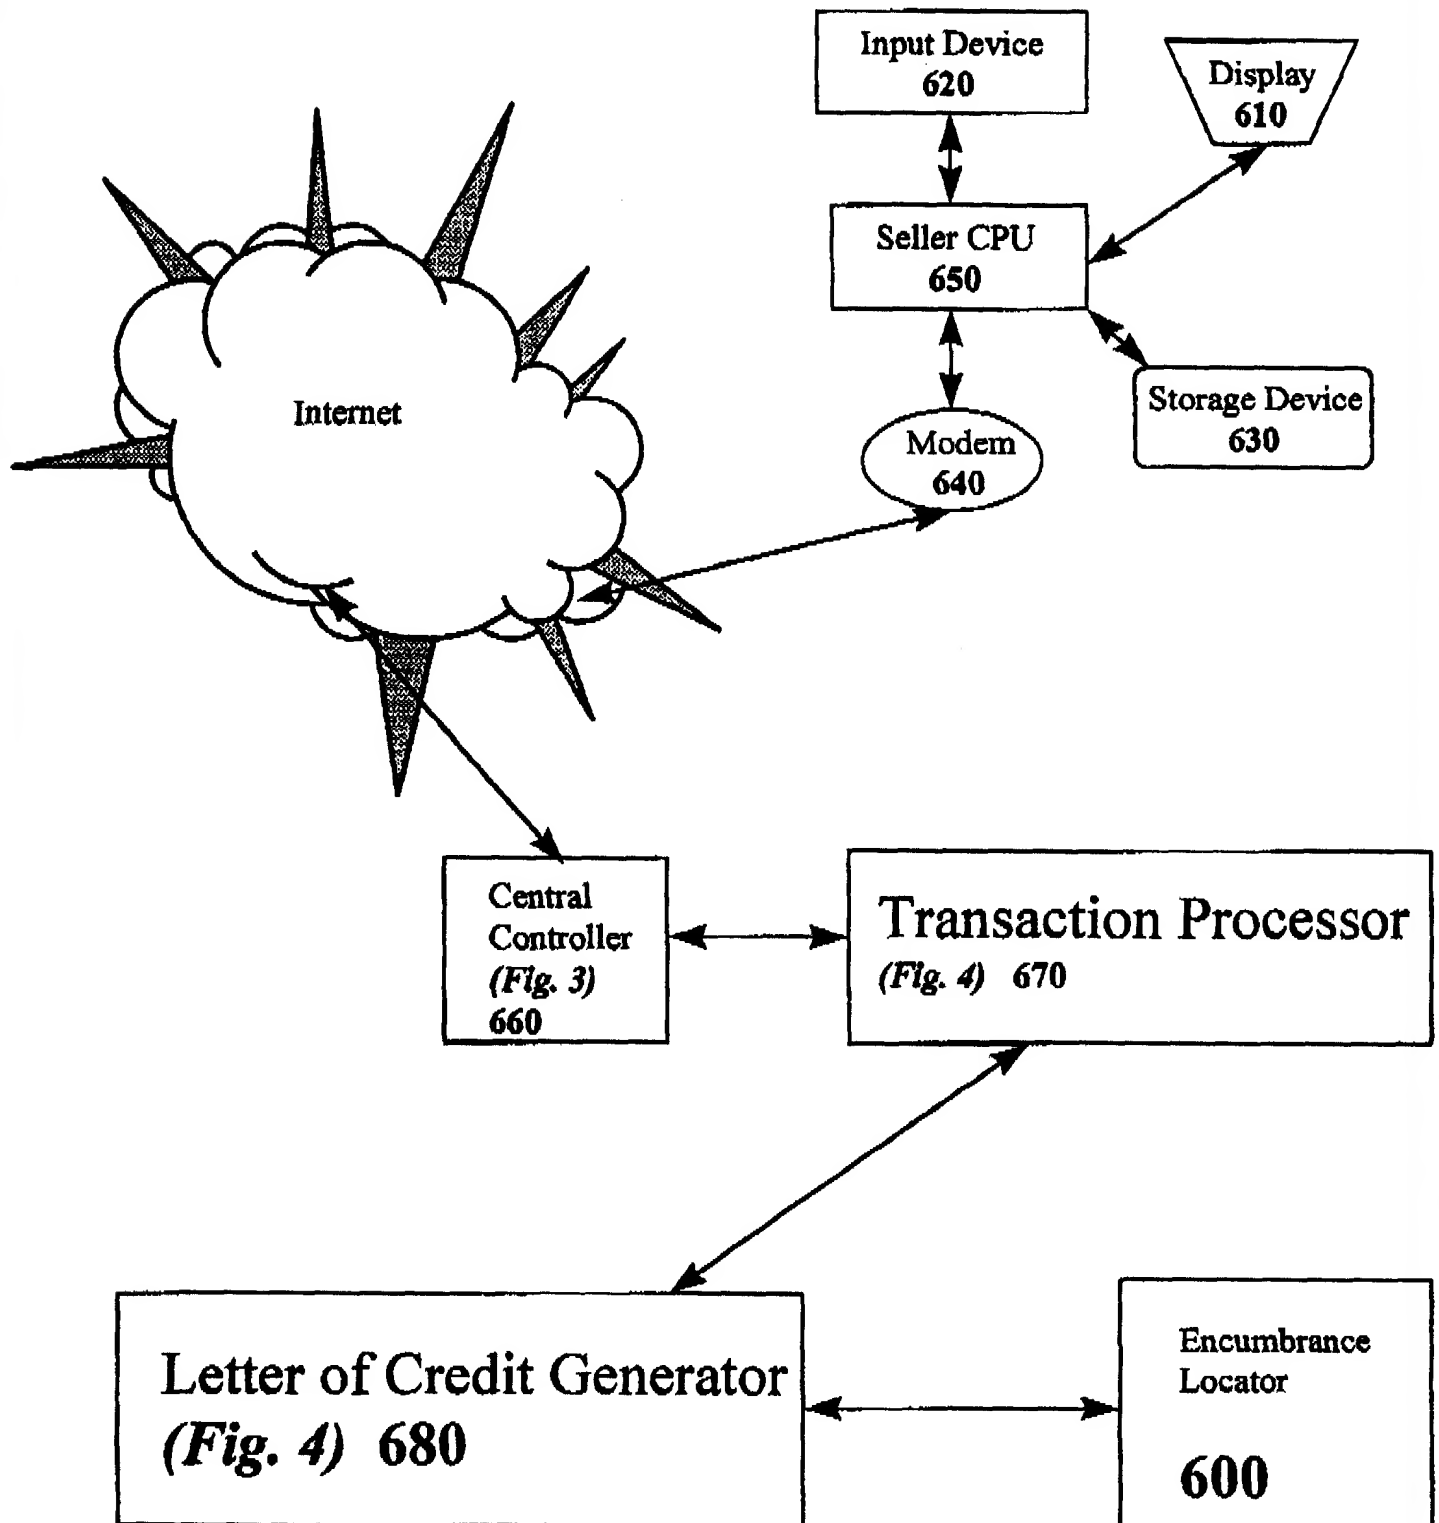 Input Device
620
Display
610
Seller CPU
650
Internet
Storage Device
630
Modem
640
Central
Controller
(Fig. 3)
660
Transaction Processor
(Fig. 4) 670
Letter of Credit Generator
(Fig. 4) 680
Encumbrance
Locator
600